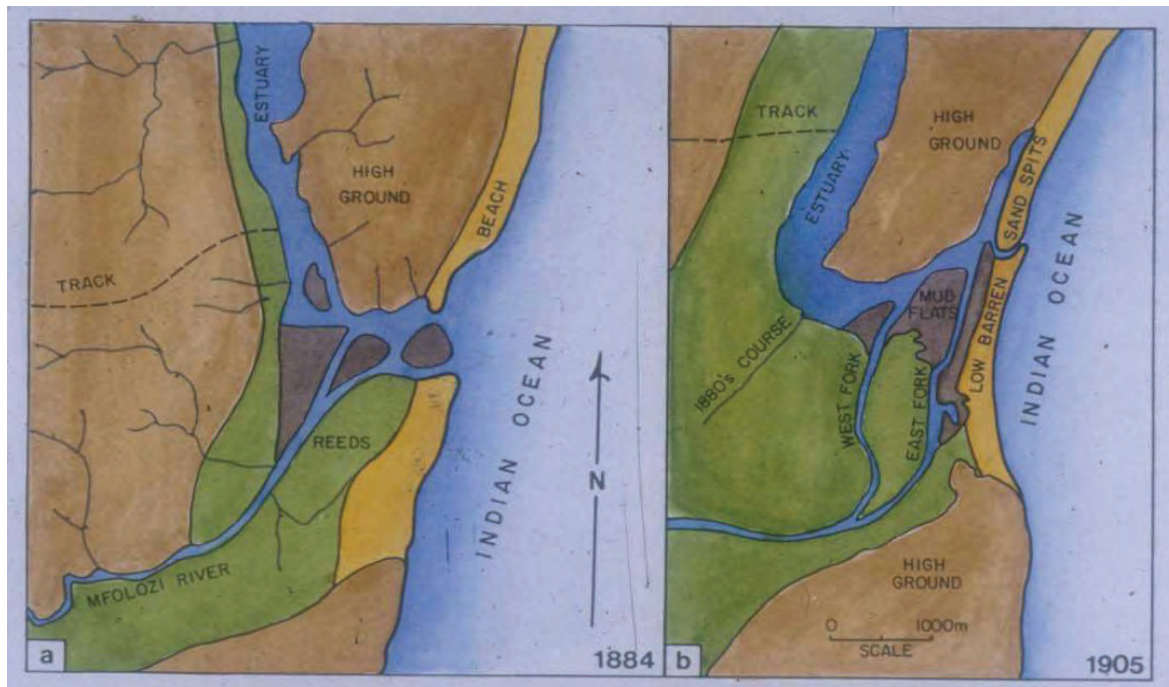 ESTUARY
HIGH
GROUND
BEACH
TRACK
REEDS
MFOLOZI RIVER
INDIAN OCEAN
N
a
1884
TRACK
ESTUARY
HIGH
GROUND
SAND SPITS
INDIAN OCEAN
MUD
FLATS
LOW BARREN
1880's COURSE
WEST FORK
EAST FORK
HIGH
GROUND
0 1000m
SCALE
b
1905